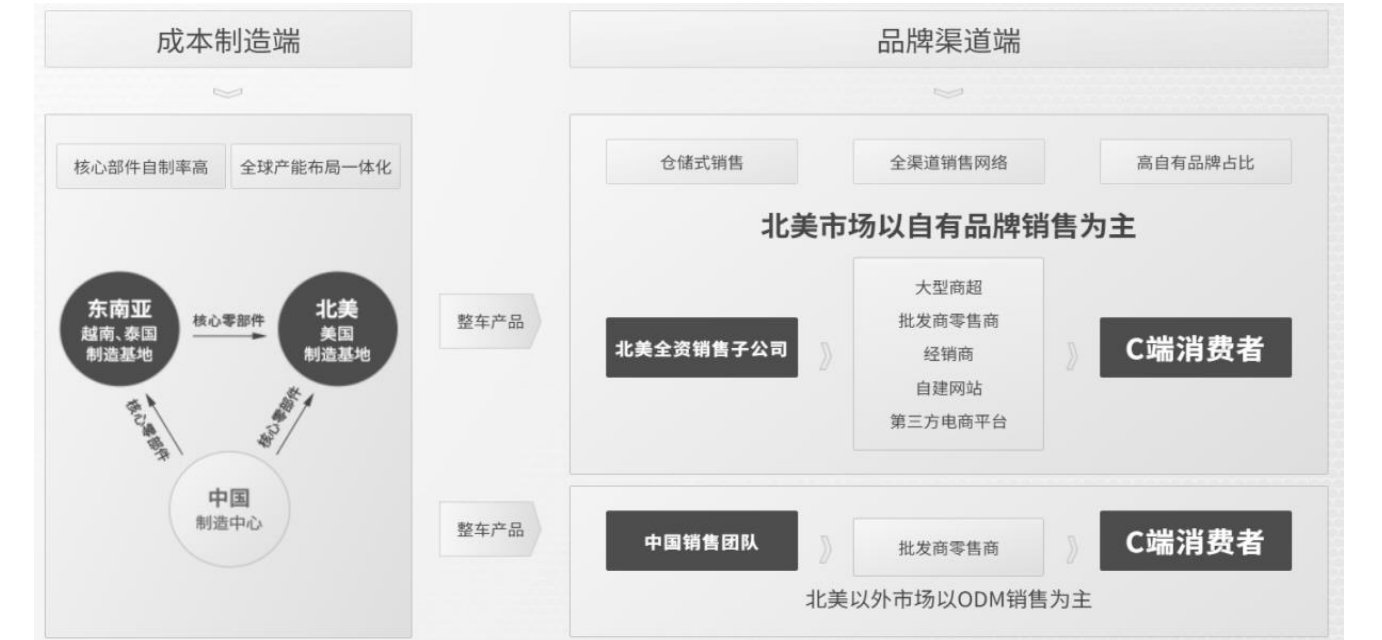 成本制造端
品牌渠道端
核心部件自制率高
全球产能布局一体化
东南亚
越南、泰国
制造基地
核心零部件
北美
美国
制造基地
核心零部件
核心零部件
中国
制造中心
整车产品
整车产品
仓储式销售
全渠道销售网络
高自有品牌占比
北美市场以自有品牌销售为主
北美全资销售子公司
大型商超
批发商零售商
经销商
自建网站
第三方电商平台
C端消费者
中国销售团队
批发商零售商
C端消费者
北美以外市场以ODM销售为主